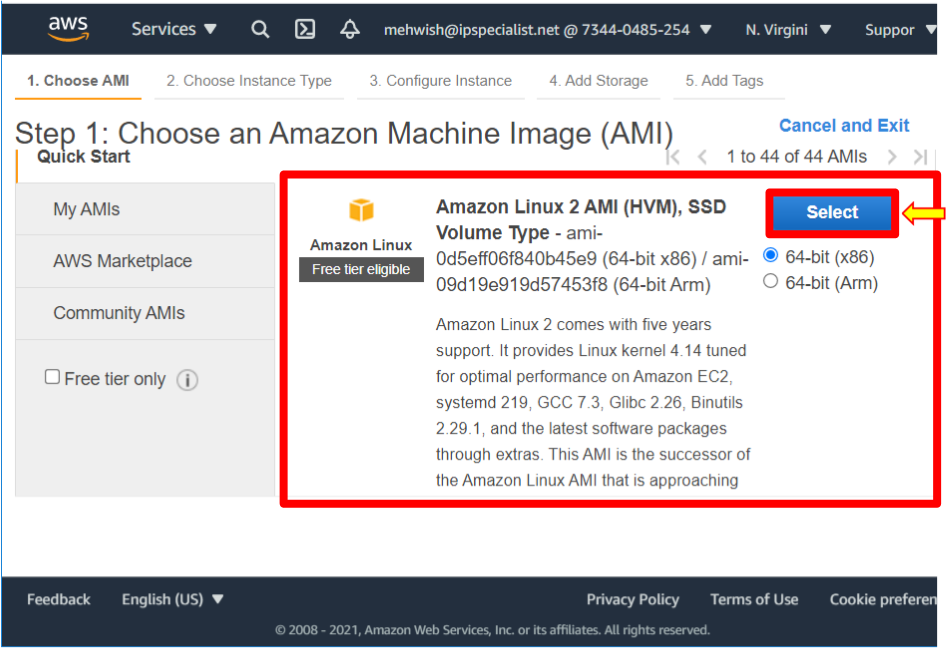 aws Services mehwish@ipspecialist.net @ 7344-0485-254 N. Virgini Suppor
1. Choose AMI 2. Choose Instance Type 3. Configure Instance 4. Add Storage 5. Add Tags
Step 1: Choose an Amazon Machine Image (AMI)
Cancel and Exit
Quick Start
1 to 44 of 44 AMIs
My AMIs
AWS Marketplace
Community AMIs
Free tier only i
Amazon Linux
Free tier eligible
Amazon Linux 2 AMI (HVM), SSD
Volume Type - ami-
0d5eff06f840b45e9 (64-bit x86) / ami-
09d19e919d57453f8 (64-bit Arm)
Amazon Linux 2 comes with five years
support. It provides Linux kernel 4.14 tuned
for optimal performance on Amazon EC2,
systemd 219, GCC 7.3, Glibc 2.26, Binutils
2.29.1, and the latest software packages
through extras. This AMI is the successor of
the Amazon Linux AMI that is approaching
Select
64-bit (x86)
64-bit (Arm)
Feedback English (US) Privacy Policy Terms of Use Cookie preferen
© 2008 - 2021, Amazon Web Services, Inc. or its affiliates. All rights reserved.